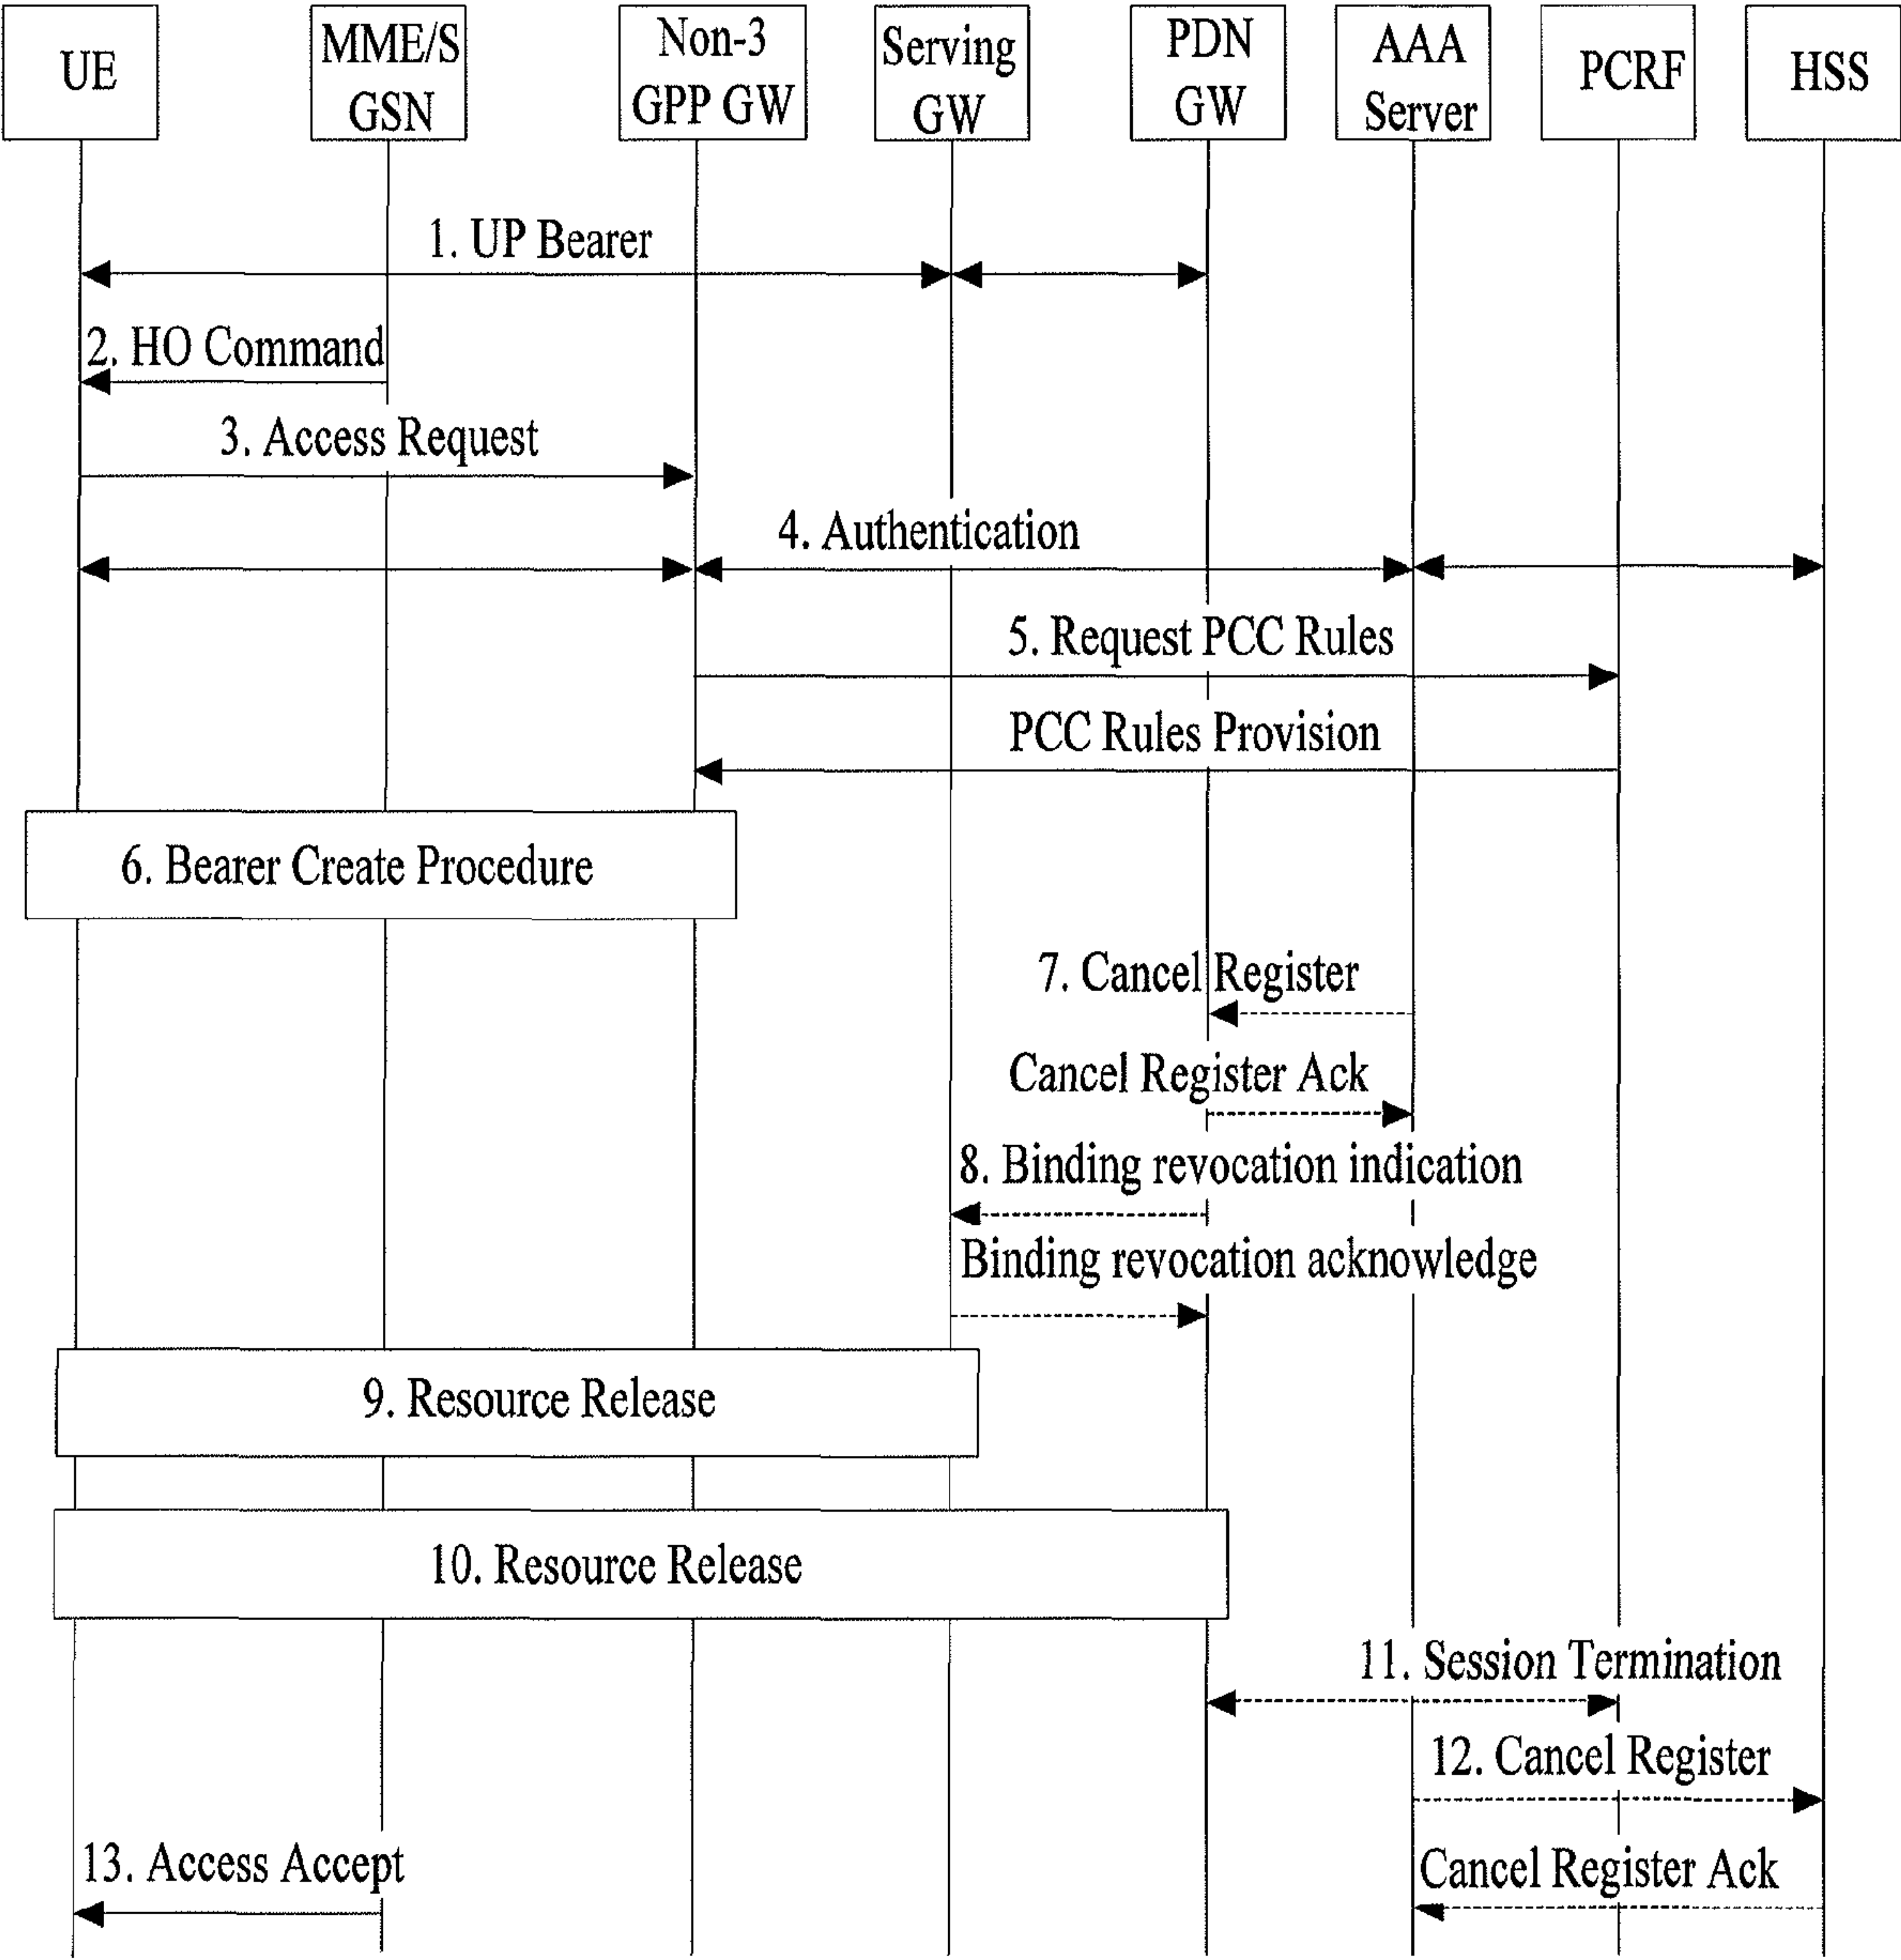 UE
MME/S
GSN
Non-3
GPP GW
Serving
GW
PDN
GW
AAA
Server
PCRF
HSS
1. UP Bearer
2. HO Command
3. Access Request
4. Authentication
5. Request PCC Rules
PCC Rules Provision
6. Bearer Create Procedure
7. Cancel Register
Cancel Register Ack
8. Binding revocation indication
Binding revocation acknowledge
9. Resource Release
10. Resource Release
11. Session Termination
12. Cancel Register
13. Access Accept
Cancel Register Ack